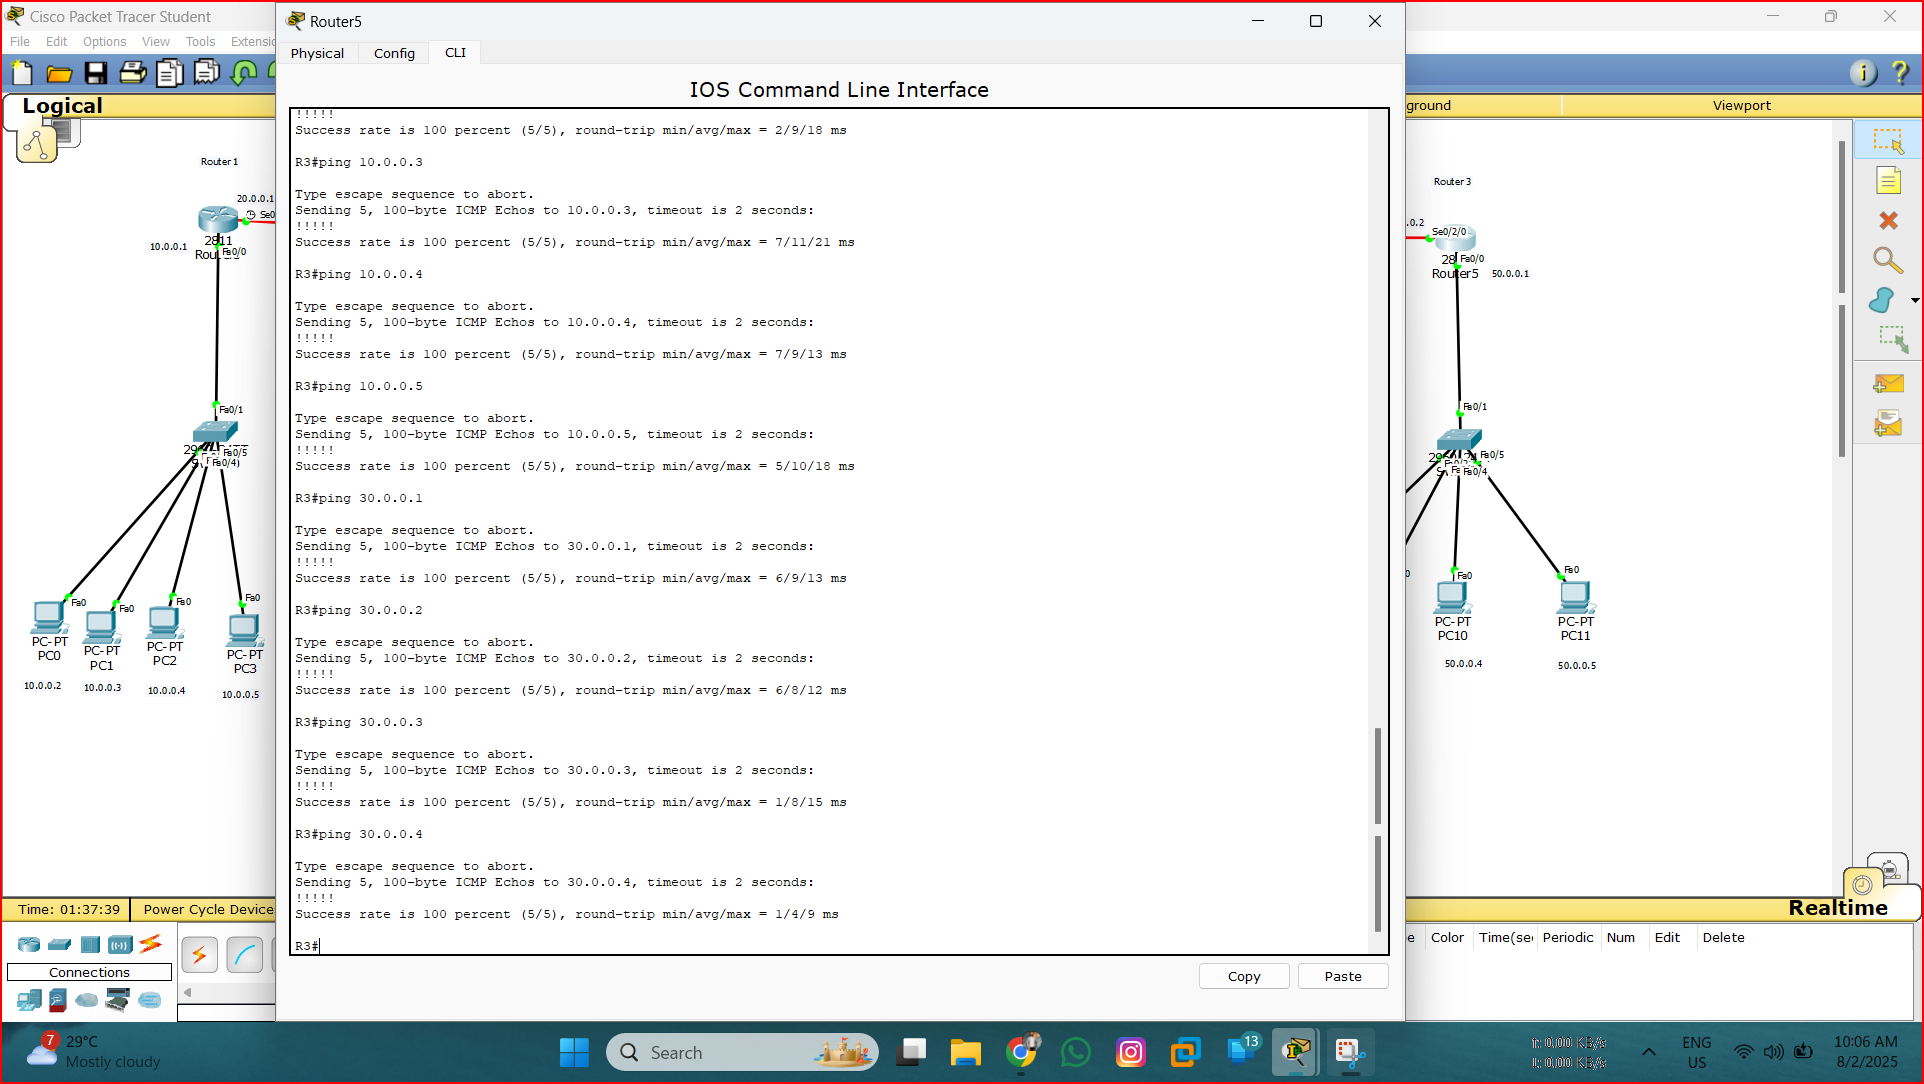 Cisco Packet Tracer Student
File Edit Options View Tools Extensio
Logical
Router5
Physical Config CLI
IOS Command Line Interface
!!!!!
Success rate is 100 percent (5/5), round-trip min/avg/max = 2/9/18 ms
R3#ping 10.0.0.3
Type escape sequence to abort.
Sending 5, 100-byte ICMP Echos to 10.0.0.3, timeout is 2 seconds:
!!!!!
Success rate is 100 percent (5/5), round-trip min/avg/max = 7/11/21 ms
R3#ping 10.0.0.4
Type escape sequence to abort.
Sending 5, 100-byte ICMP Echos to 10.0.0.4, timeout is 2 seconds:
!!!!!
Success rate is 100 percent (5/5), round-trip min/avg/max = 7/9/13 ms
R3#ping 10.0.0.5
Type escape sequence to abort.
Sending 5, 100-byte ICMP Echos to 10.0.0.5, timeout is 2 seconds:
!!!!!
Success rate is 100 percent (5/5), round-trip min/avg/max = 5/10/18 ms
R3#ping 30.0.0.1
Type escape sequence to abort.
Sending 5, 100-byte ICMP Echos to 30.0.0.1, timeout is 2 seconds:
!!!!!
Success rate is 100 percent (5/5), round-trip min/avg/max = 6/9/13 ms
R3#ping 30.0.0.2
Type escape sequence to abort.
Sending 5, 100-byte ICMP Echos to 30.0.0.2, timeout is 2 seconds:
!!!!!
Success rate is 100 percent (5/5), round-trip min/avg/max = 6/8/12 ms
R3#ping 30.0.0.3
Type escape sequence to abort.
Sending 5, 100-byte ICMP Echos to 30.0.0.3, timeout is 2 seconds:
!!!!!
Success rate is 100 percent (5/5), round-trip min/avg/max = 1/8/15 ms
R3#ping 30.0.0.4
Type escape sequence to abort.
Sending 5, 100-byte ICMP Echos to 30.0.0.4, timeout is 2 seconds:
!!!!!
Success rate is 100 percent (5/5), round-trip min/avg/max = 1/4/9 ms
R3#
Copy Paste
Router 1
20.0.0.1
Se0
10.0.0.1
2811
Fa0/0
Fa0/1
Fa0/5
Fa0/4)
Fa0 Fa0 Fa0 Fa0
PC-PT
PC0
PC-PT
PC1
PC-PT
PC2
PC-PT
PC3
10.0.0.2 10.0.0.3 10.0.0.4 10.0.0.5
ground Viewport
Router 3
.0.2
Se0/2/0
28
Fa0/0
Router5
50.0.0.1
Fa0/1
Fa0/5
Fa0/4
Fa0 Fa0
PC-PT
PC10
PC-PT
PC11
50.0.0.4 50.0.0.5
Time: 01:37:39 Power Cycle Device
Realtime
Connections
e Color Time(sec Periodic Num Edit Delete
7
29°C
Mostly cloudy
Search
13
ENG
US
10:06 AM
8/2/2025